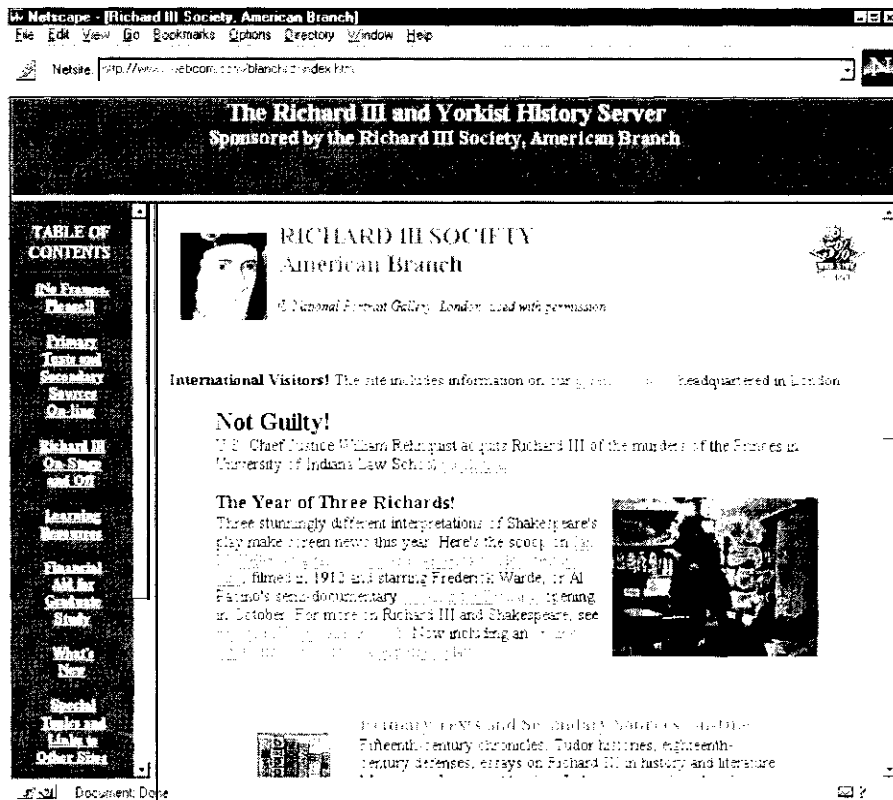 Netscape - [Richard III Society, American Branch]
File Edit View Go Bookmarks Options Directory Window Help
Netsite:
The Richard III and Yorkist History Server
Sponsored by the Richard III Society, American Branch
TABLE OF
CONTENTS
[No Frames,
Please!]
Primary
Texts and
Secondary
Sources
On-line
Richard III
On Stage
and Off
Learning
Resources
Financial
Aid for
Graduate
Study
What's
New
Special
Tasks and
Links to
Other Sites
RICHARD III SOCIETY
American Branch
© National Portrait Gallery, London, used with permission
International Visitors! The site includes information on our headquartered in London
Not Guilty!
U.S. Chief Justice William Rehnquist acquits Richard III of the murders of the Princes in
University of Indiana Law School
The Year of Three Richards!
Three stunningly different interpretations of Shakespeare's
play make screen news this year. Here's the scoop on
filmed in 1912 and starring Frederick Warde, or Al
Pacino's semi-documentary opening
in October. For more on Richard III and Shakespeare, see
Now including an
Primary Texts and Secondary Sources
Fifteenth-century chronicles, Tudor histories, eighteenth-
century defenses, essays on Richard III in history and literature
Document: Done